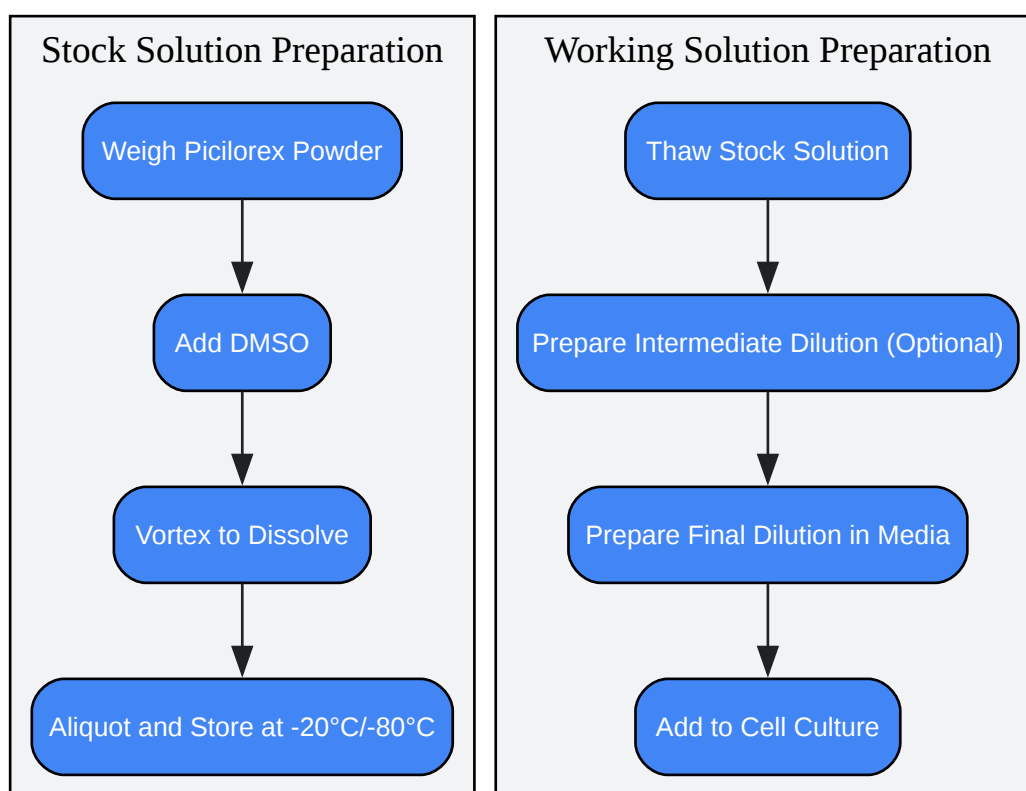 Stock Solution Preparation
Weigh Picilorex Powder
Add DMSO
Vortex to Dissolve
Aliquot and Store at -20°C/-80°C
Working Solution Preparation
Thaw Stock Solution
Prepare Intermediate Dilution (Optional)
Prepare Final Dilution in Media
Add to Cell Culture